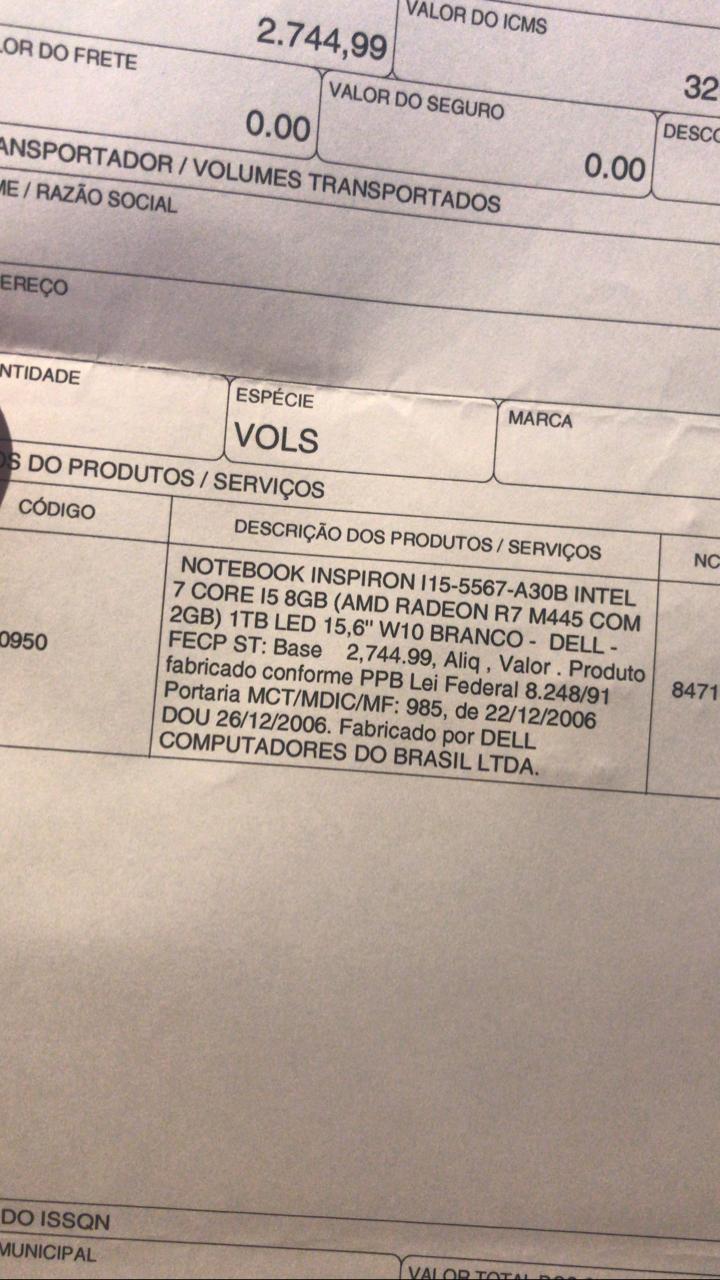 VALOR DO ICMS
2.744,99
32
LOR DO FRETE
VALOR DO SEGURO
DESCO
0.00
0.00
ANSPORTADOR / VOLUMES TRANSPORTADOS
ME / RAZÃO SOCIAL
EREÇO
NTIDADE
ESPÉCIE
MARCA
VOLS
OS DO PRODUTOS / SERVIÇOS
CÓDIGO
DESCRIÇÃO DOS PRODUTOS / SERVIÇOS
NC
0950
NOTEBOOK INSPIRON I15-5567-A30B INTEL
7 CORE I5 8GB (AMD RADEON R7 M445 COM
2GB) 1TB LED 15,6" W10 BRANCO - DELL -
FECP ST: Base 2,744.99, Aliq , Valor . Produto
fabricado conforme PPB Lei Federal 8.248/91
Portaria MCT/MDIC/MF: 985, de 22/12/2006
DOU 26/12/2006. Fabricado por DELL
COMPUTADORES DO BRASIL LTDA.
8471
DO ISSQN
MUNICIPAL
VALOR TOTAL DOS